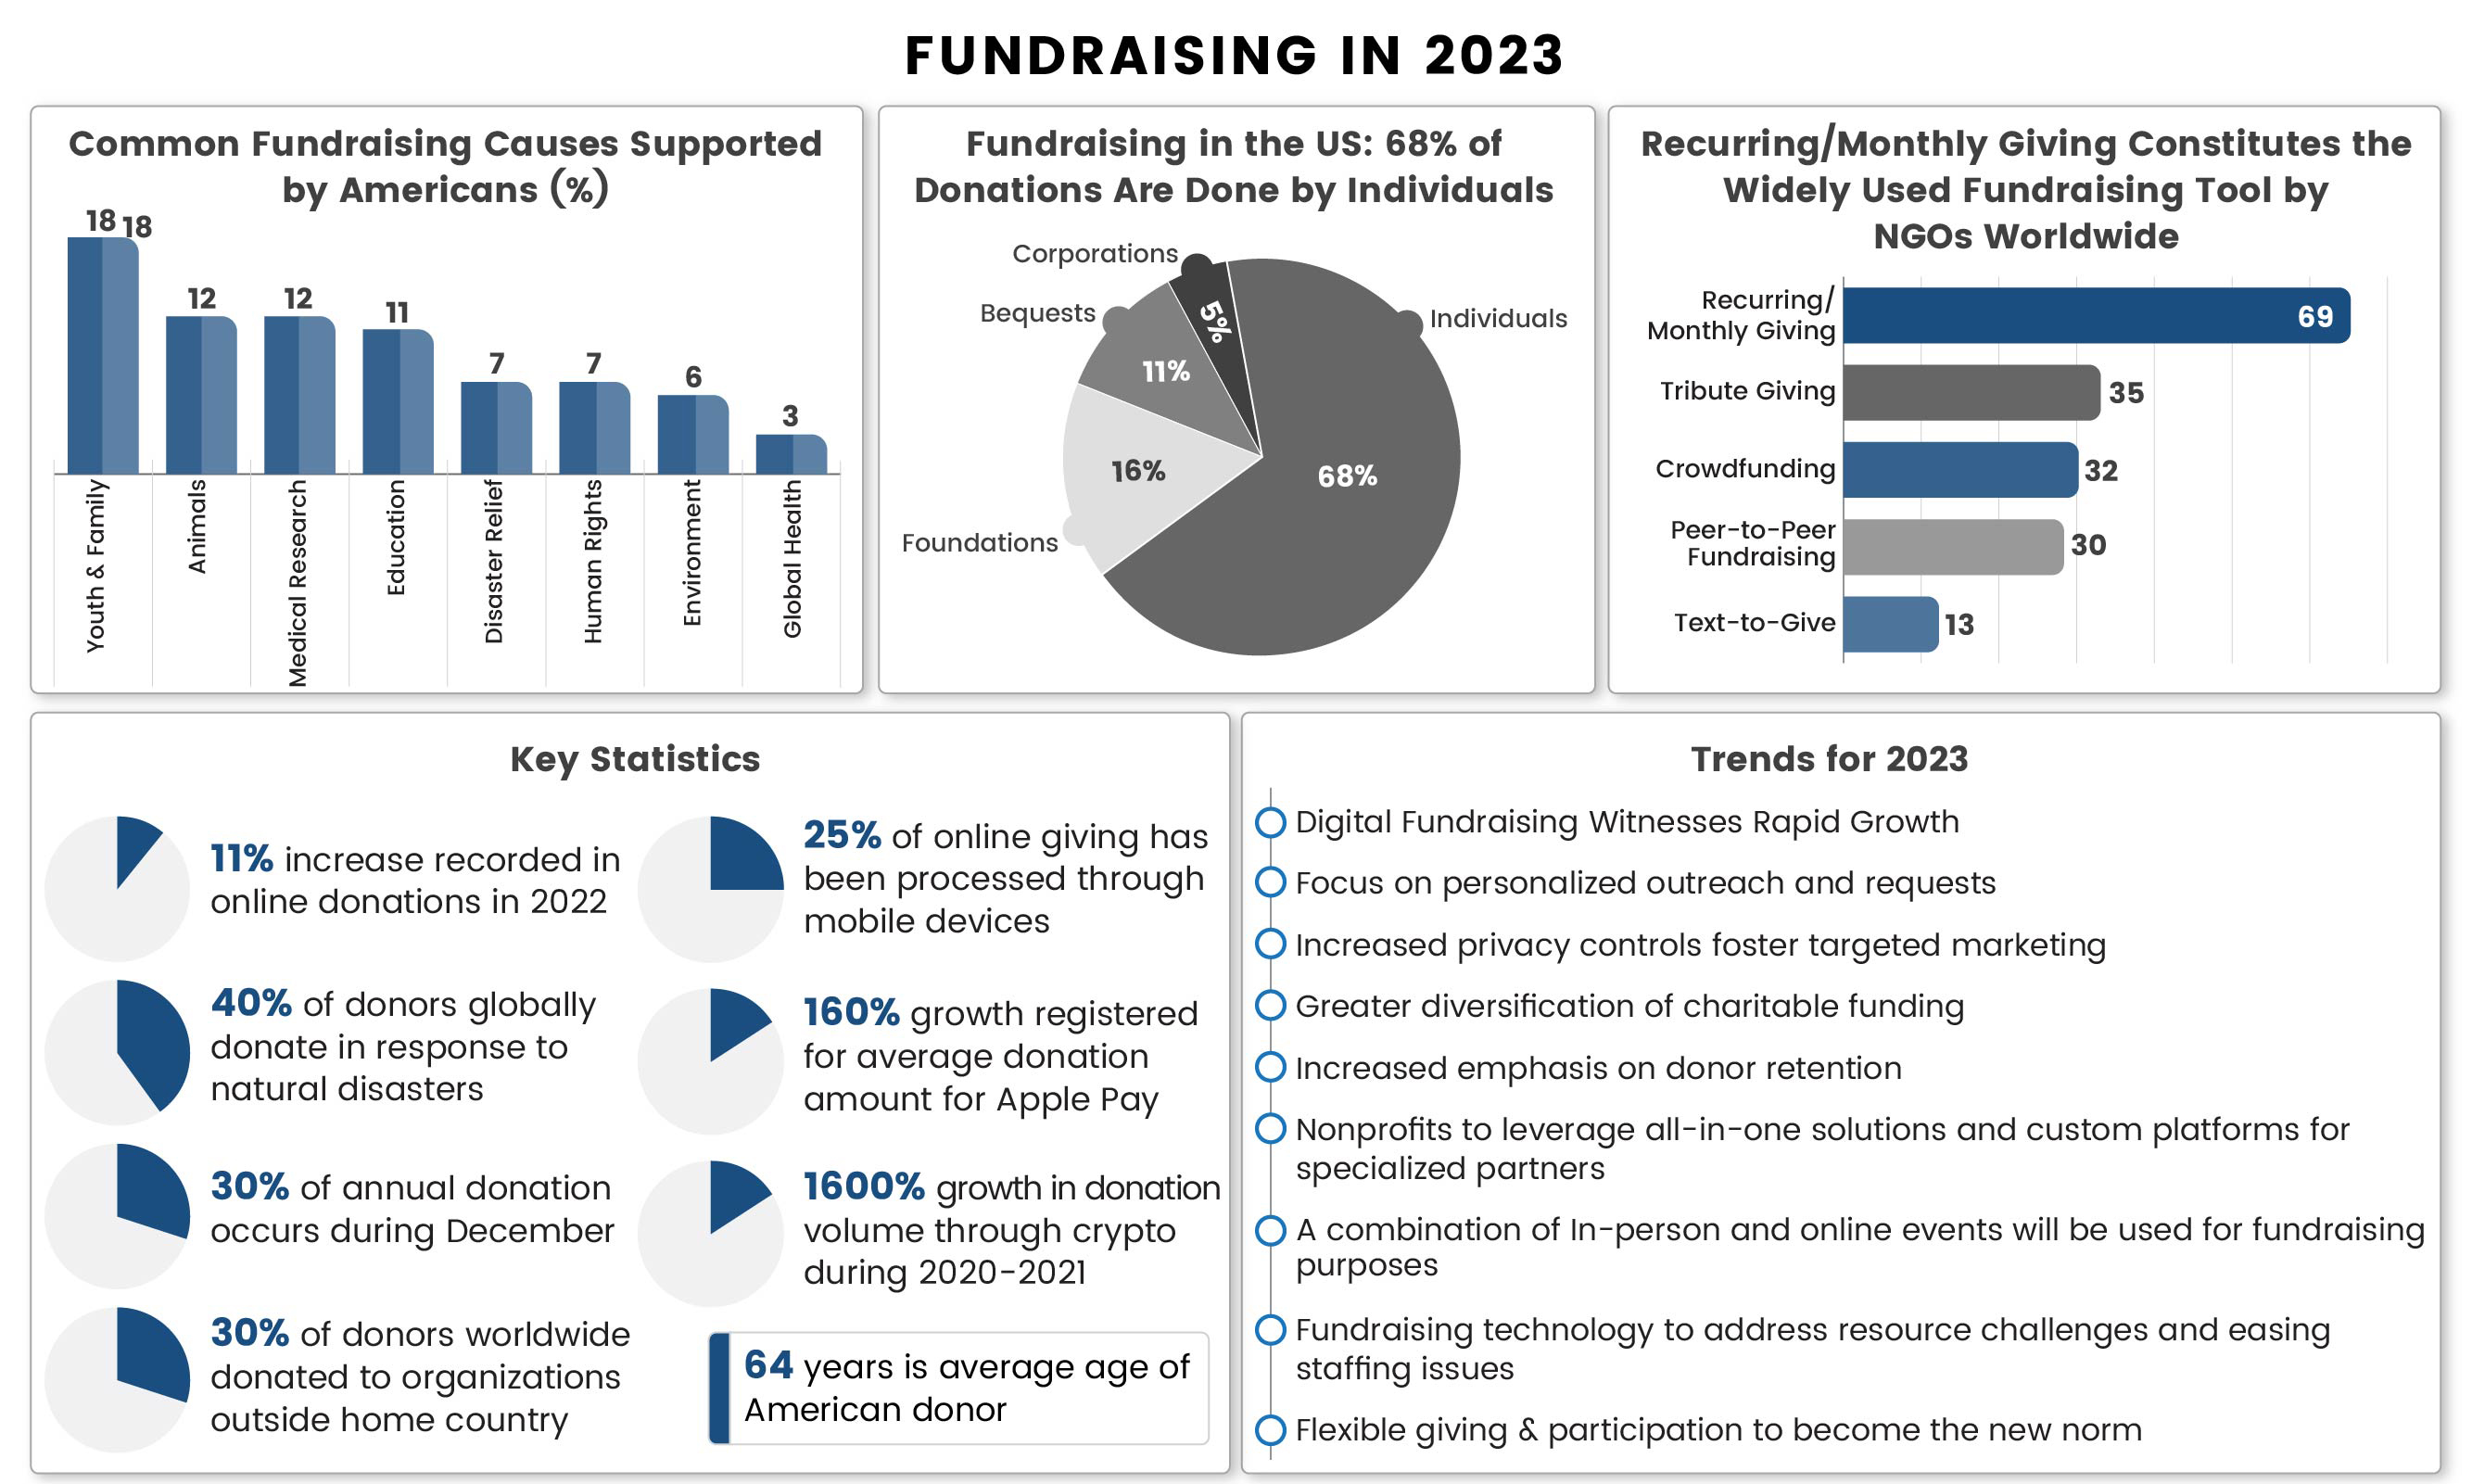 FUNDRAISING IN 2023
Common Fundraising Causes Supported
by Americans (%)
18 18
12
12
11
7
7
6
3
Youth & Family
Animals
Medical Research
Education
Disaster Relief
Human Rights
Environment
Global Health
Fundraising in the US: 68% of
Donations Are Done by Individuals
Corporations
Bequests
Individuals
Foundations
5%
11%
16%
68%
Recurring/Monthly Giving Constitutes the
Widely Used Fundraising Tool by
NGOs Worldwide
Recurring/
Monthly Giving
69
Tribute Giving
35
Crowdfunding
32
Peer-to-Peer
Fundraising
30
Text-to-Give
13
Key Statistics
11% increase recorded in
online donations in 2022
40% of donors globally
donate in response to
natural disasters
30% of annual donation
occurs during December
30% of donors worldwide
donated to organizations
outside home country
25% of online giving has
been processed through
mobile devices
160% growth registered
for average donation
amount for Apple Pay
1600% growth in donation
volume through crypto
during 2020-2021
64 years is average age of
American donor
Trends for 2023
Digital Fundraising Witnesses Rapid Growth
Focus on personalized outreach and requests
Increased privacy controls foster targeted marketing
Greater diversification of charitable funding
Increased emphasis on donor retention
Nonprofits to leverage all-in-one solutions and custom platforms for
specialized partners
A combination of In-person and online events will be used for fundraising
purposes
Fundraising technology to address resource challenges and easing
staffing issues
Flexible giving & participation to become the new norm